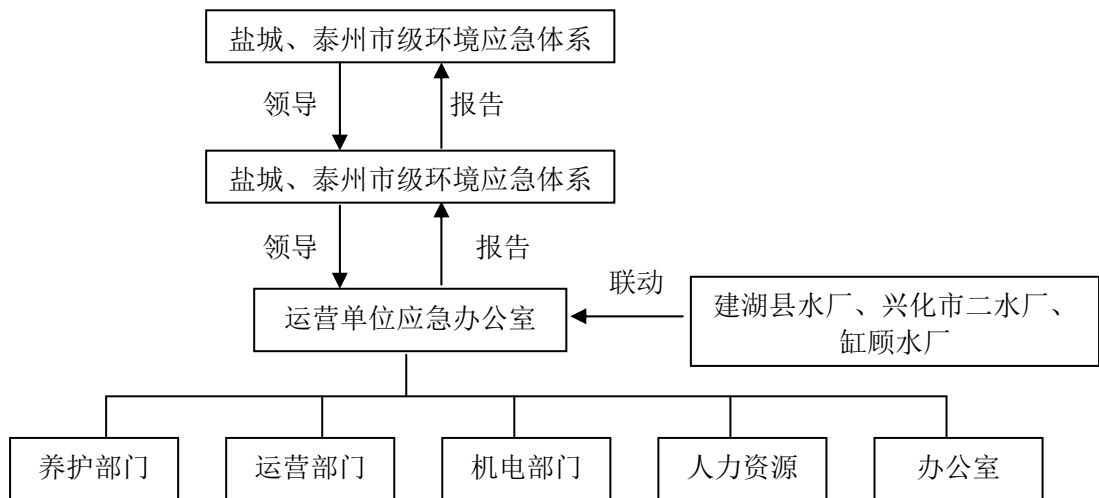 盐城、泰州市级环境应急体系
领导
报告
盐城、泰州市级环境应急体系
领导
报告
联动
运营单位应急办公室
建湖县水厂、兴化市二水厂、
缸顾水厂
养护部门
运营部门
机电部门
人力资源
办公室